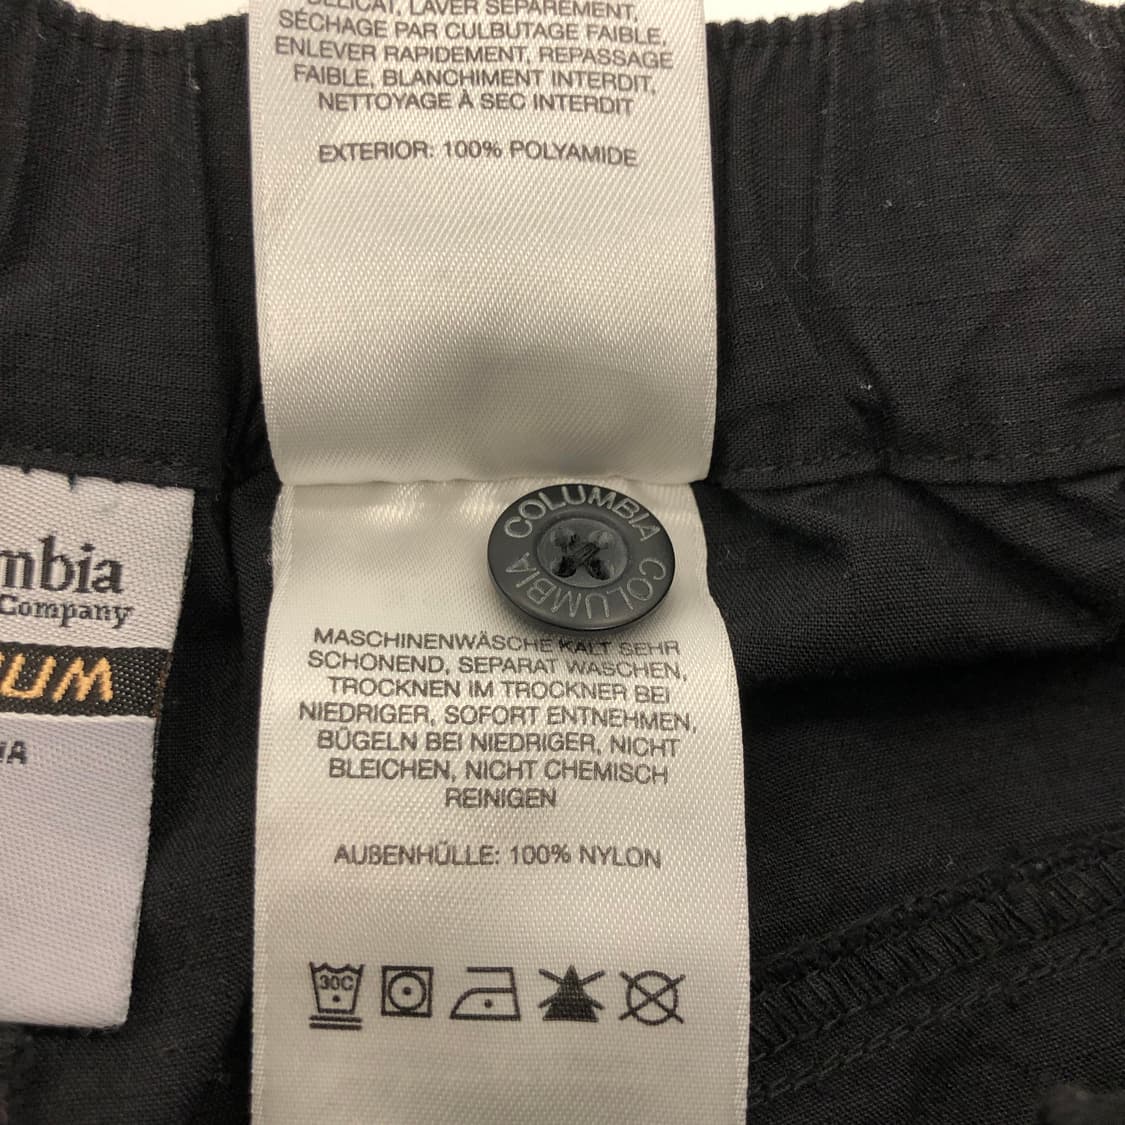 LAVER SÉPARÉMENT,
SÉCHAGE PAR CULBUTAGE FAIBLE,
ENLEVER RAPIDEMENT, REPASSAGE
FAIBLE, BLANCHIMENT INTERDIT,
NETTOYAGE À SEC INTERDIT
EXTERIOR: 100% POLYAMIDE
COLUMBIA COLUMBIA
mbia
Company
UM
IA
MASCHINENWÄSCHE KALT SEHR
SCHONEND, SEPARAT WASCHEN,
TROCKNEN IM TROCKNER BEI
NIEDRIGER, SOFORT ENTNEHMEN,
BÜGELN BEI NIEDRIGER, NICHT
BLEICHEN, NICHT CHEMISCH
REINIGEN
AUßENHÜLLE: 100% NYLON
30C